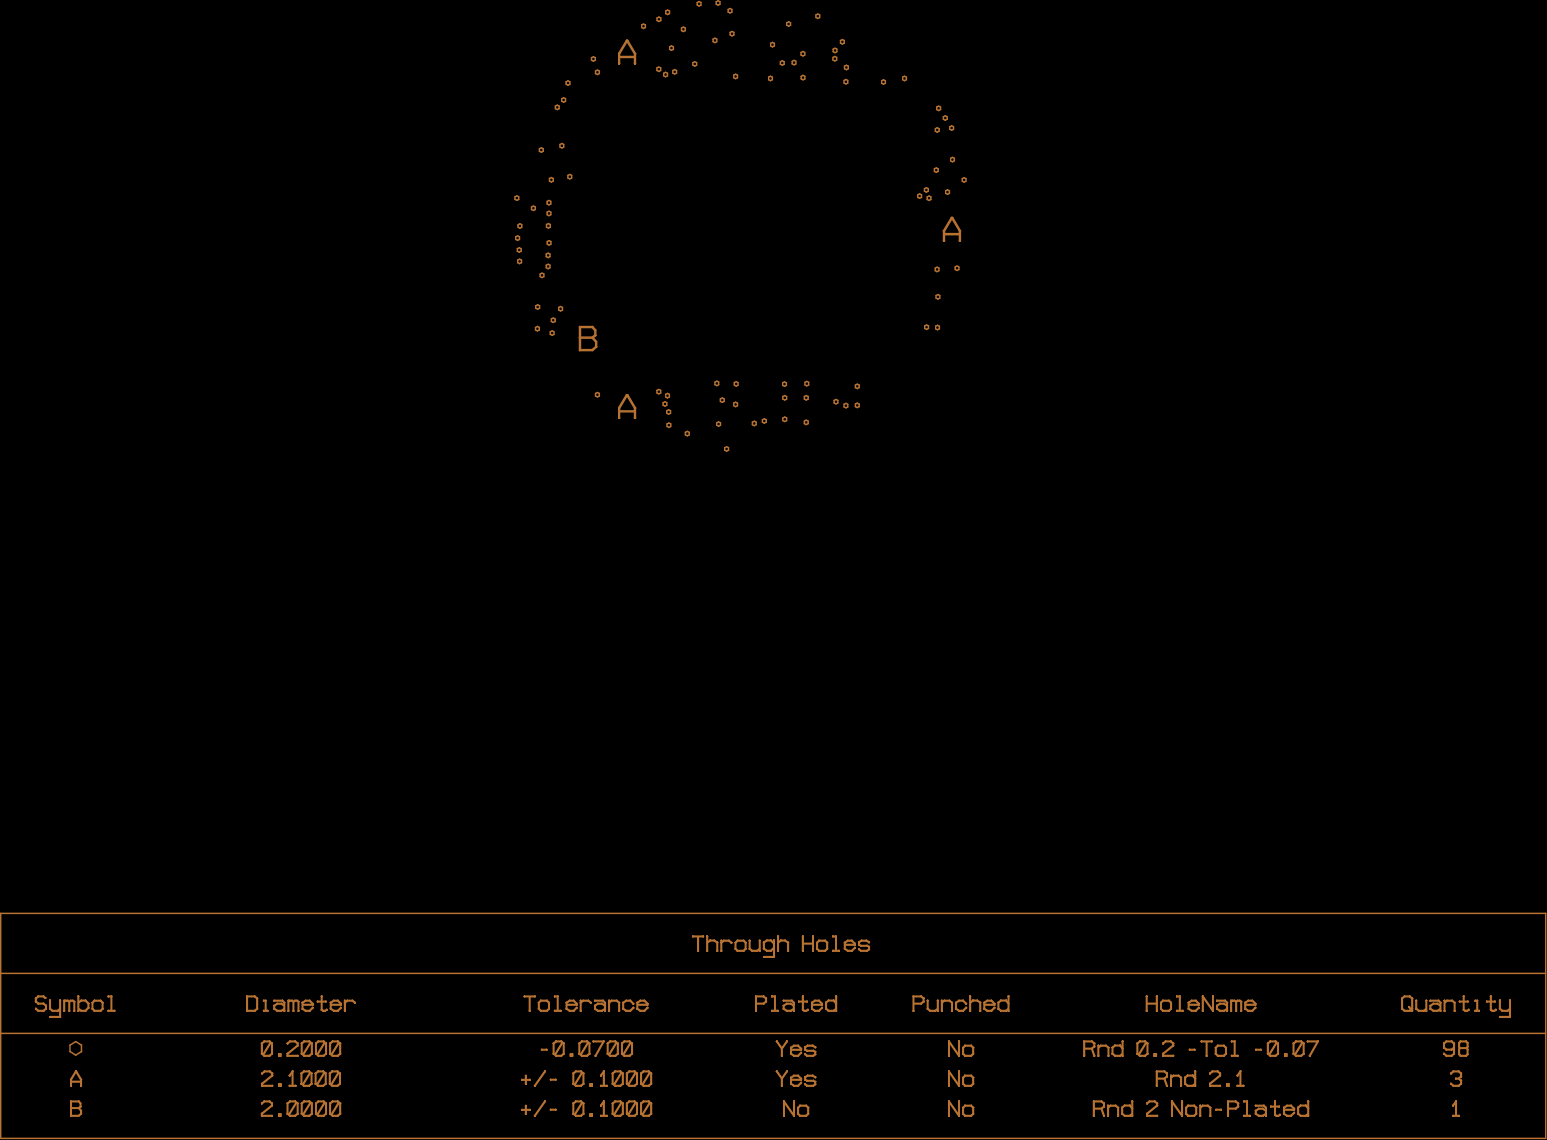 A
A
B
A
Through Holes
Symbol Diameter Tolerance Plated Punched HoleName Quantity
0.2000 -0.0700 Yes No Rnd 0.2 -Tol -0.07 98
A 2.1000 +/- 0.1000 Yes No Rnd 2.1 3
B 2.0000 +/- 0.1000 No No Rnd 2 Non-Plated 1